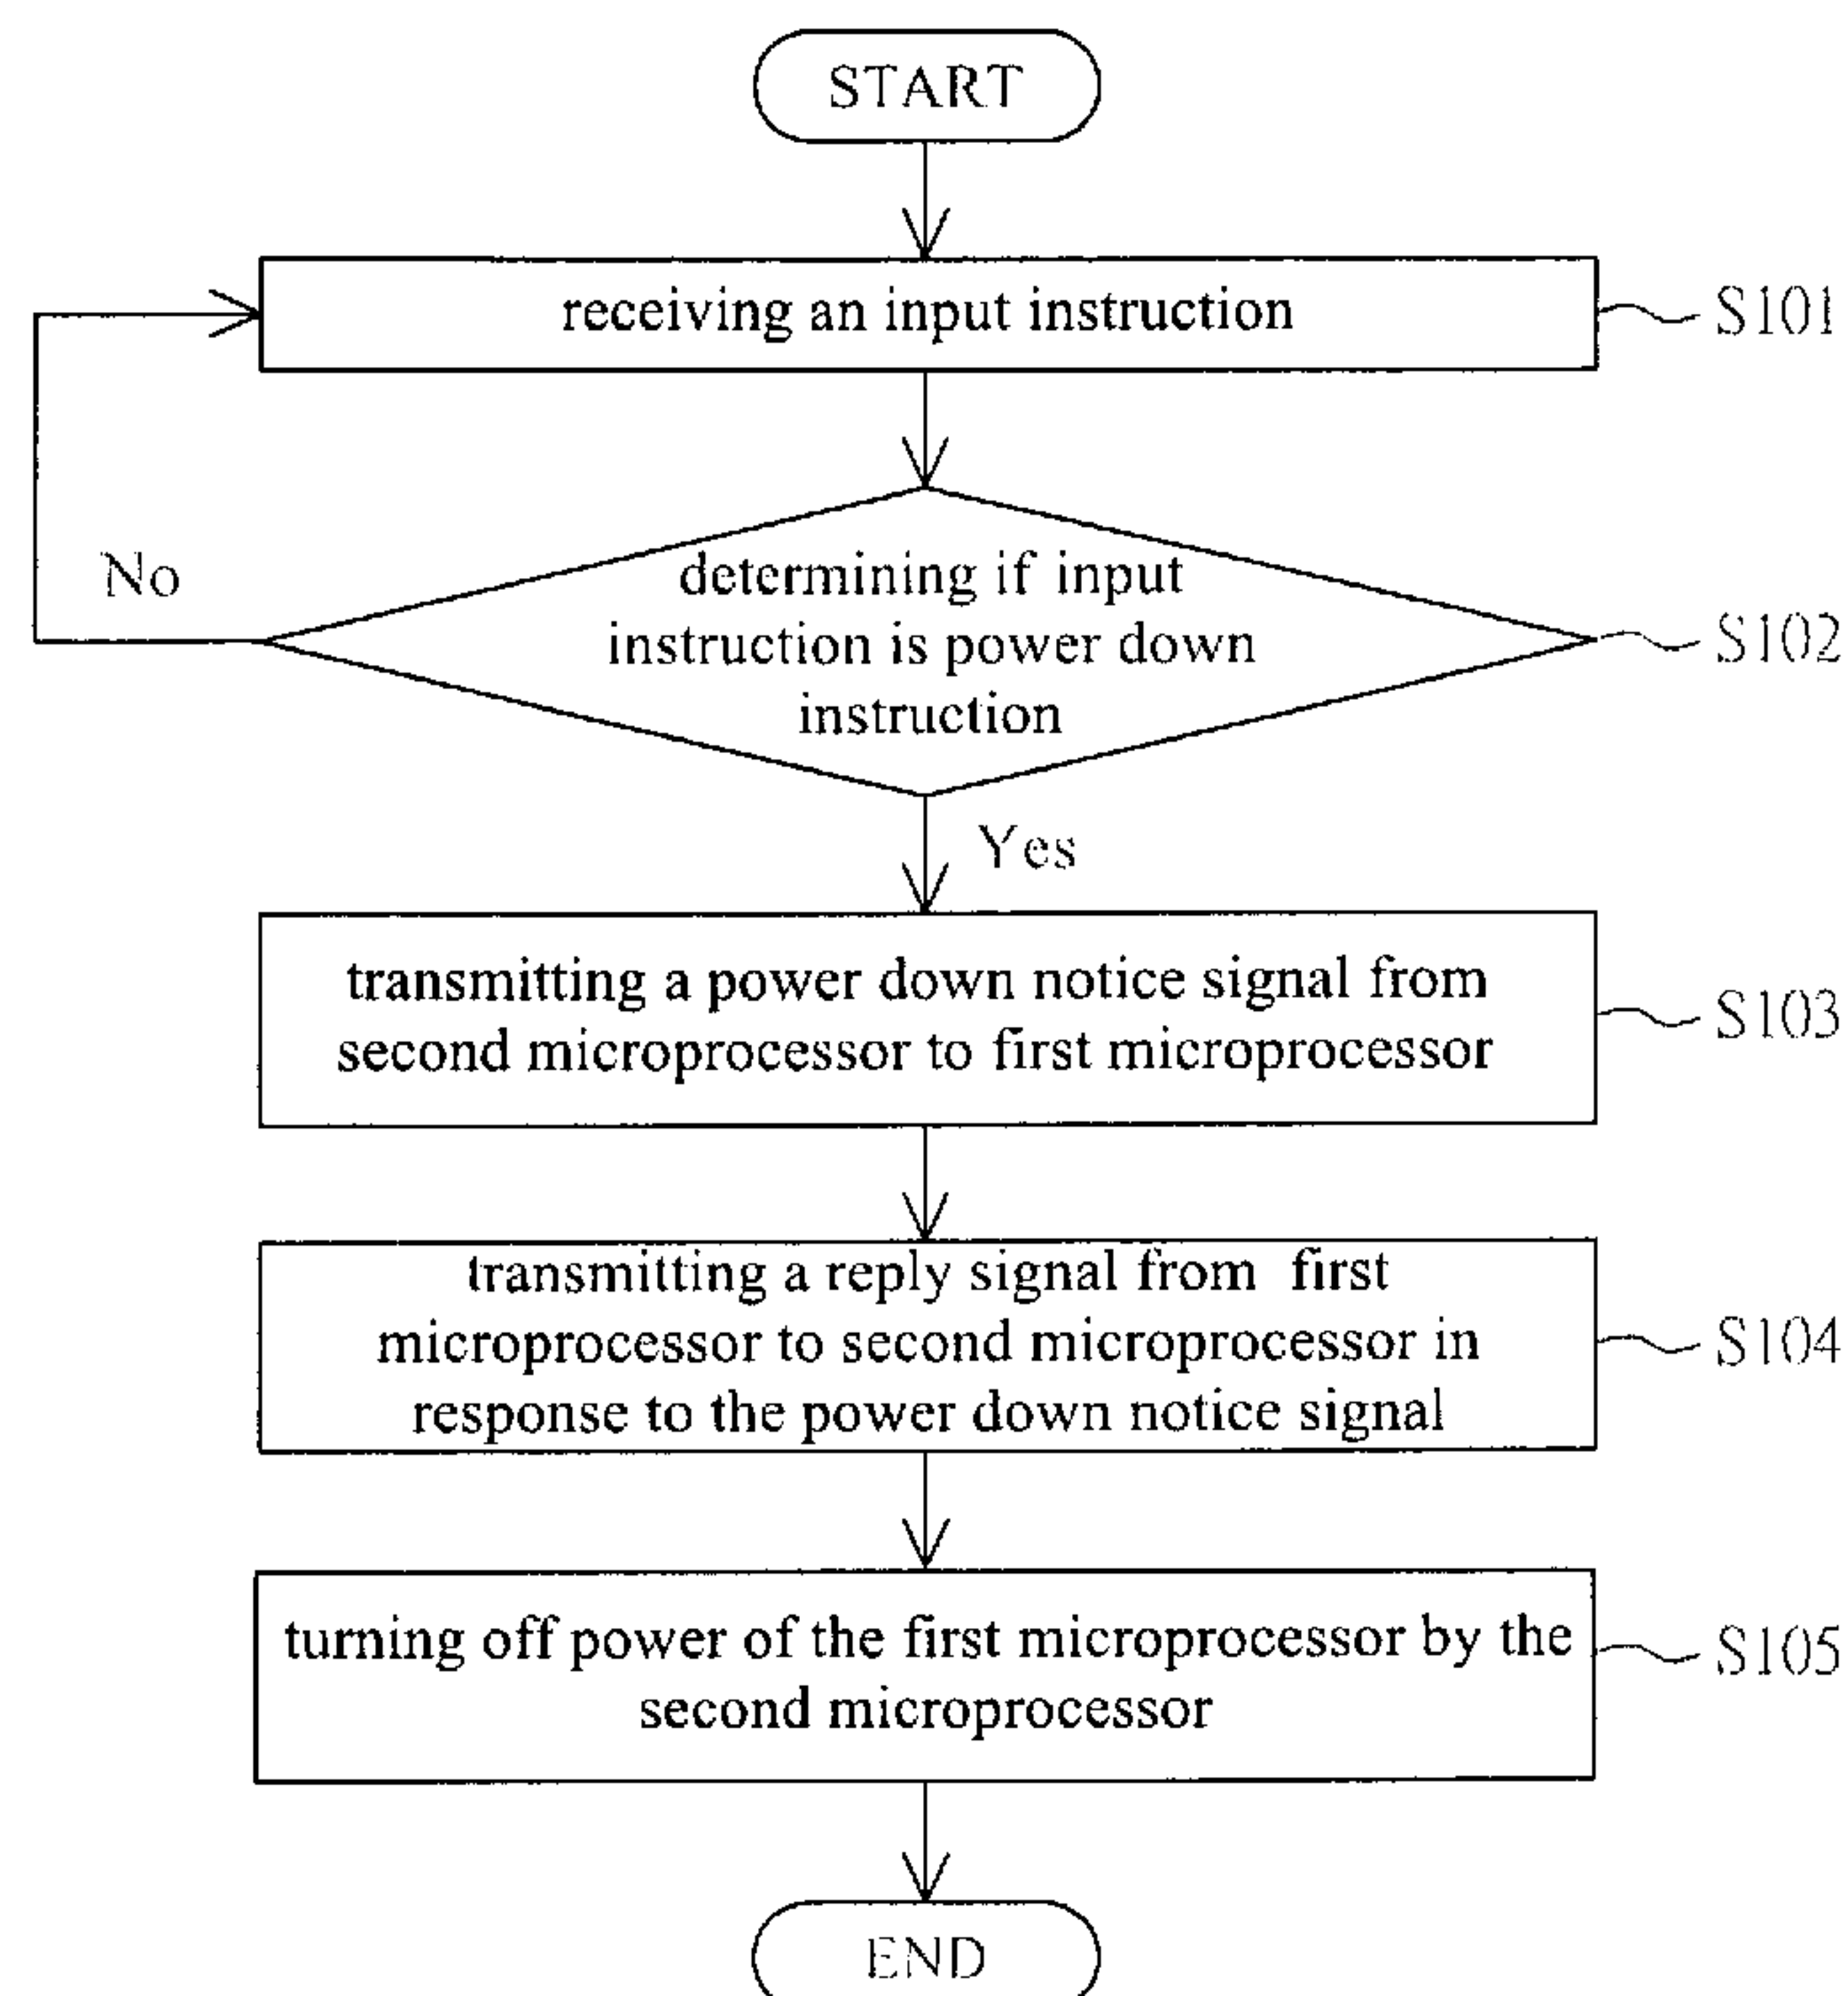 START
receiving an input instruction
S101
No
determining if input
instruction is power down
instruction
S102
Yes
transmitting a power down notice signal from
second microprocessor to first microprocessor
S103
transmitting a reply signal from first
microprocessor to second microprocessor in
response to the power down notice signal
S104
turning off power of the first microprocessor by the
second microprocessor
S105
END